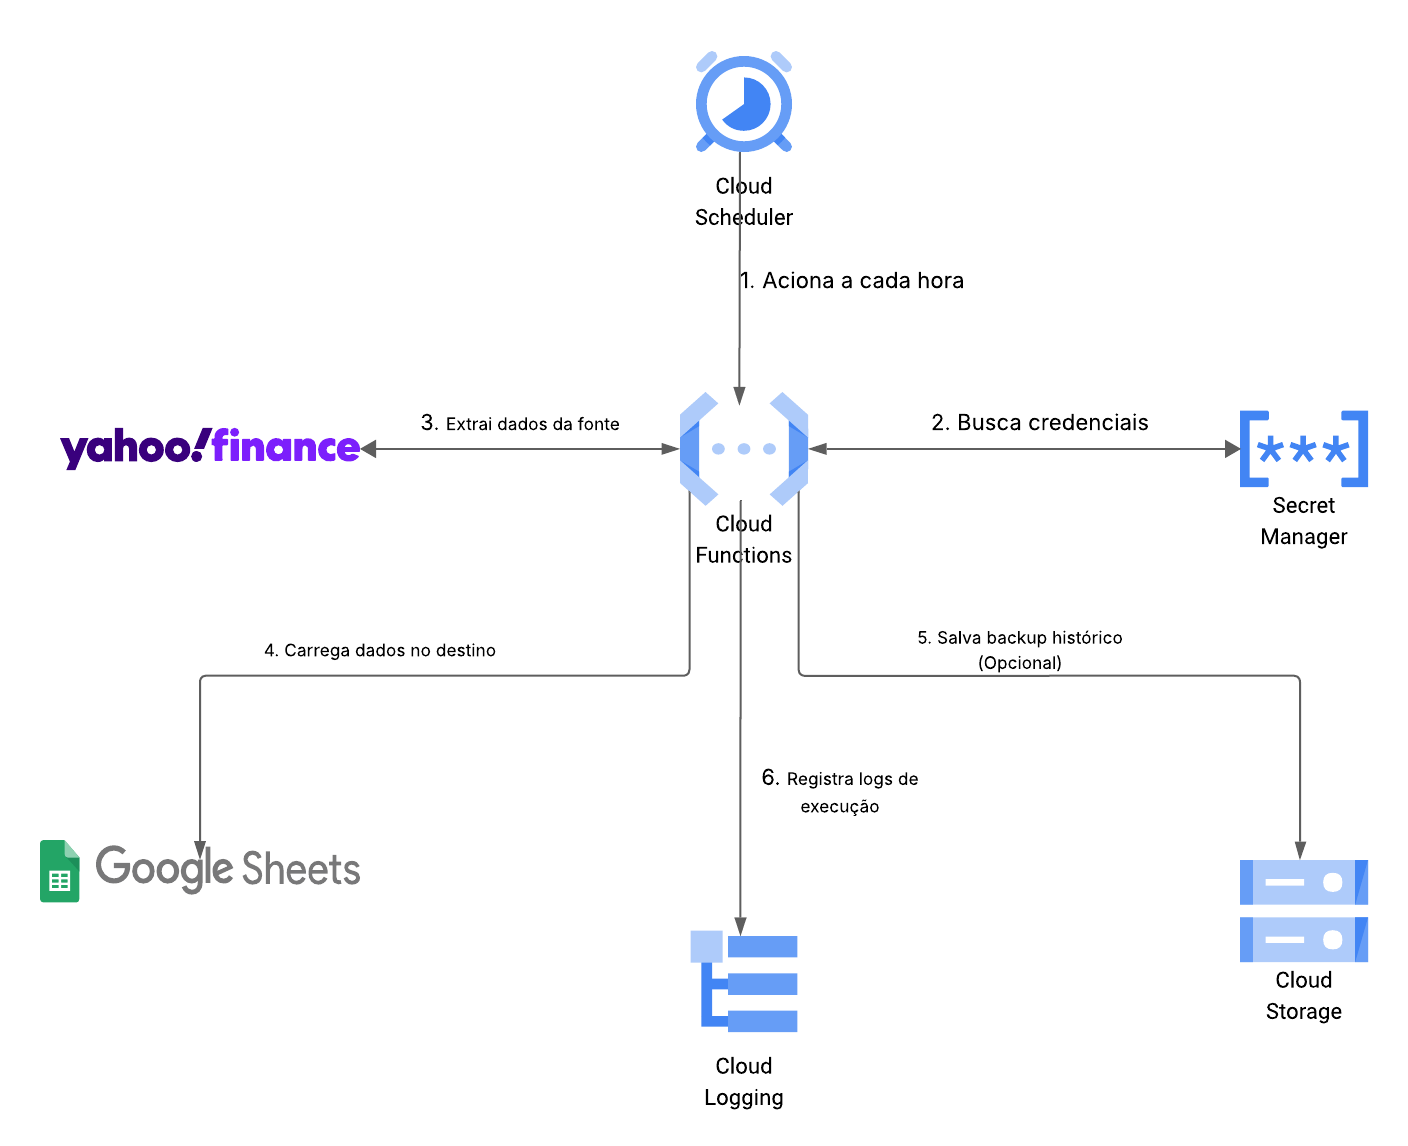 Cloud
Scheduler
1. Aciona a cada hora
yahoo!finance
3. Extrai dados da fonte
2. Busca credenciais
[***]
Secret
Manager
Cloud
Functions
4. Carrega dados no destino
5. Salva backup histórico
(Opcional)
6. Registra logs de
execução
Google Sheets
Cloud
Storage
Cloud
Logging